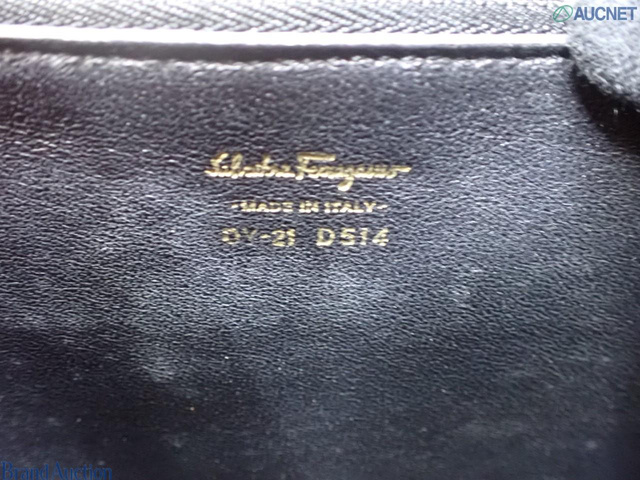 AUCNET
Salvatore Ferragamo
-MADE IN ITALY-
DY-21 D514
Brand Auction